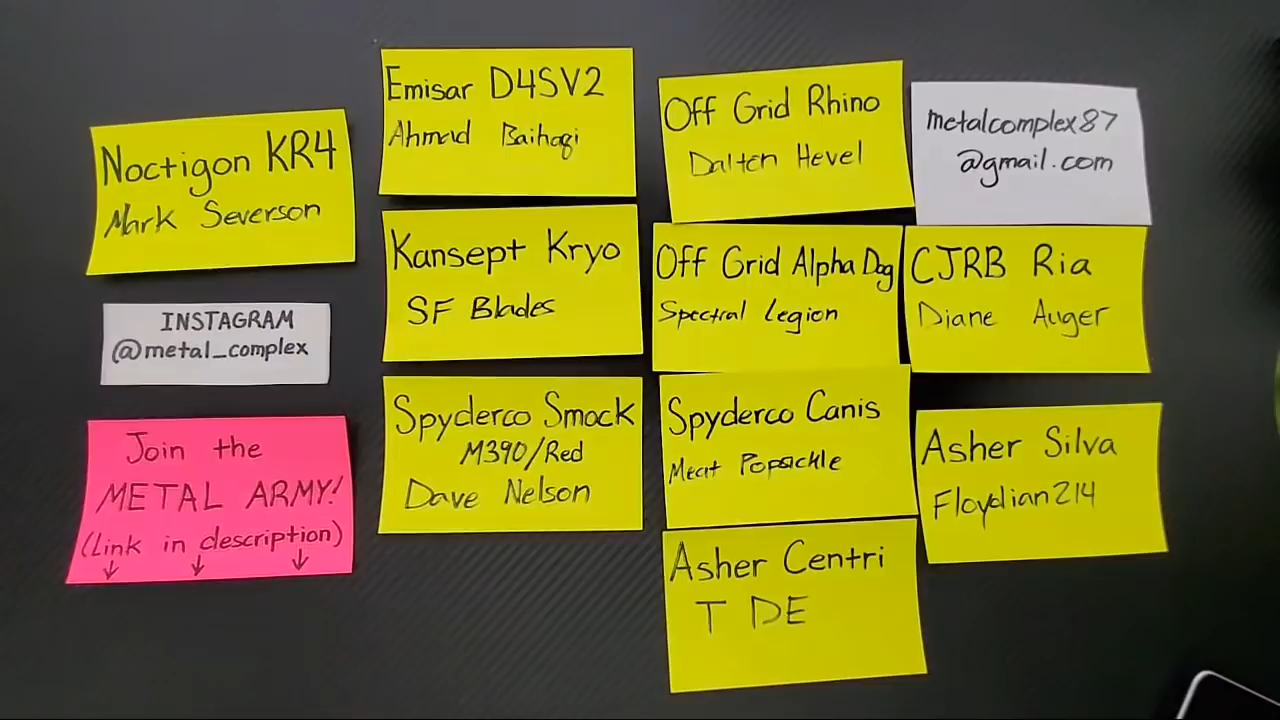 Noctigon KR4
Mark Severson
INSTAGRAM
@metal_complex
Join the
METAL ARMY!
(Link in description)
Emisar D4SV2
Ahmad Baihaqi
Kansept Kryo
SF Blades
Spyderco Smock
M390/Red
Dave Nelson
Off Grid Rhino
Dalton Hevel
Off Grid Alpha Dog
Spectral Legion
Spyderco Canis
Meat Popsickle
Asher Centri
T DE
metalcomplex87
@gmail.com
CJRB Ria
Diane Auger
Asher Silva
Floydian214